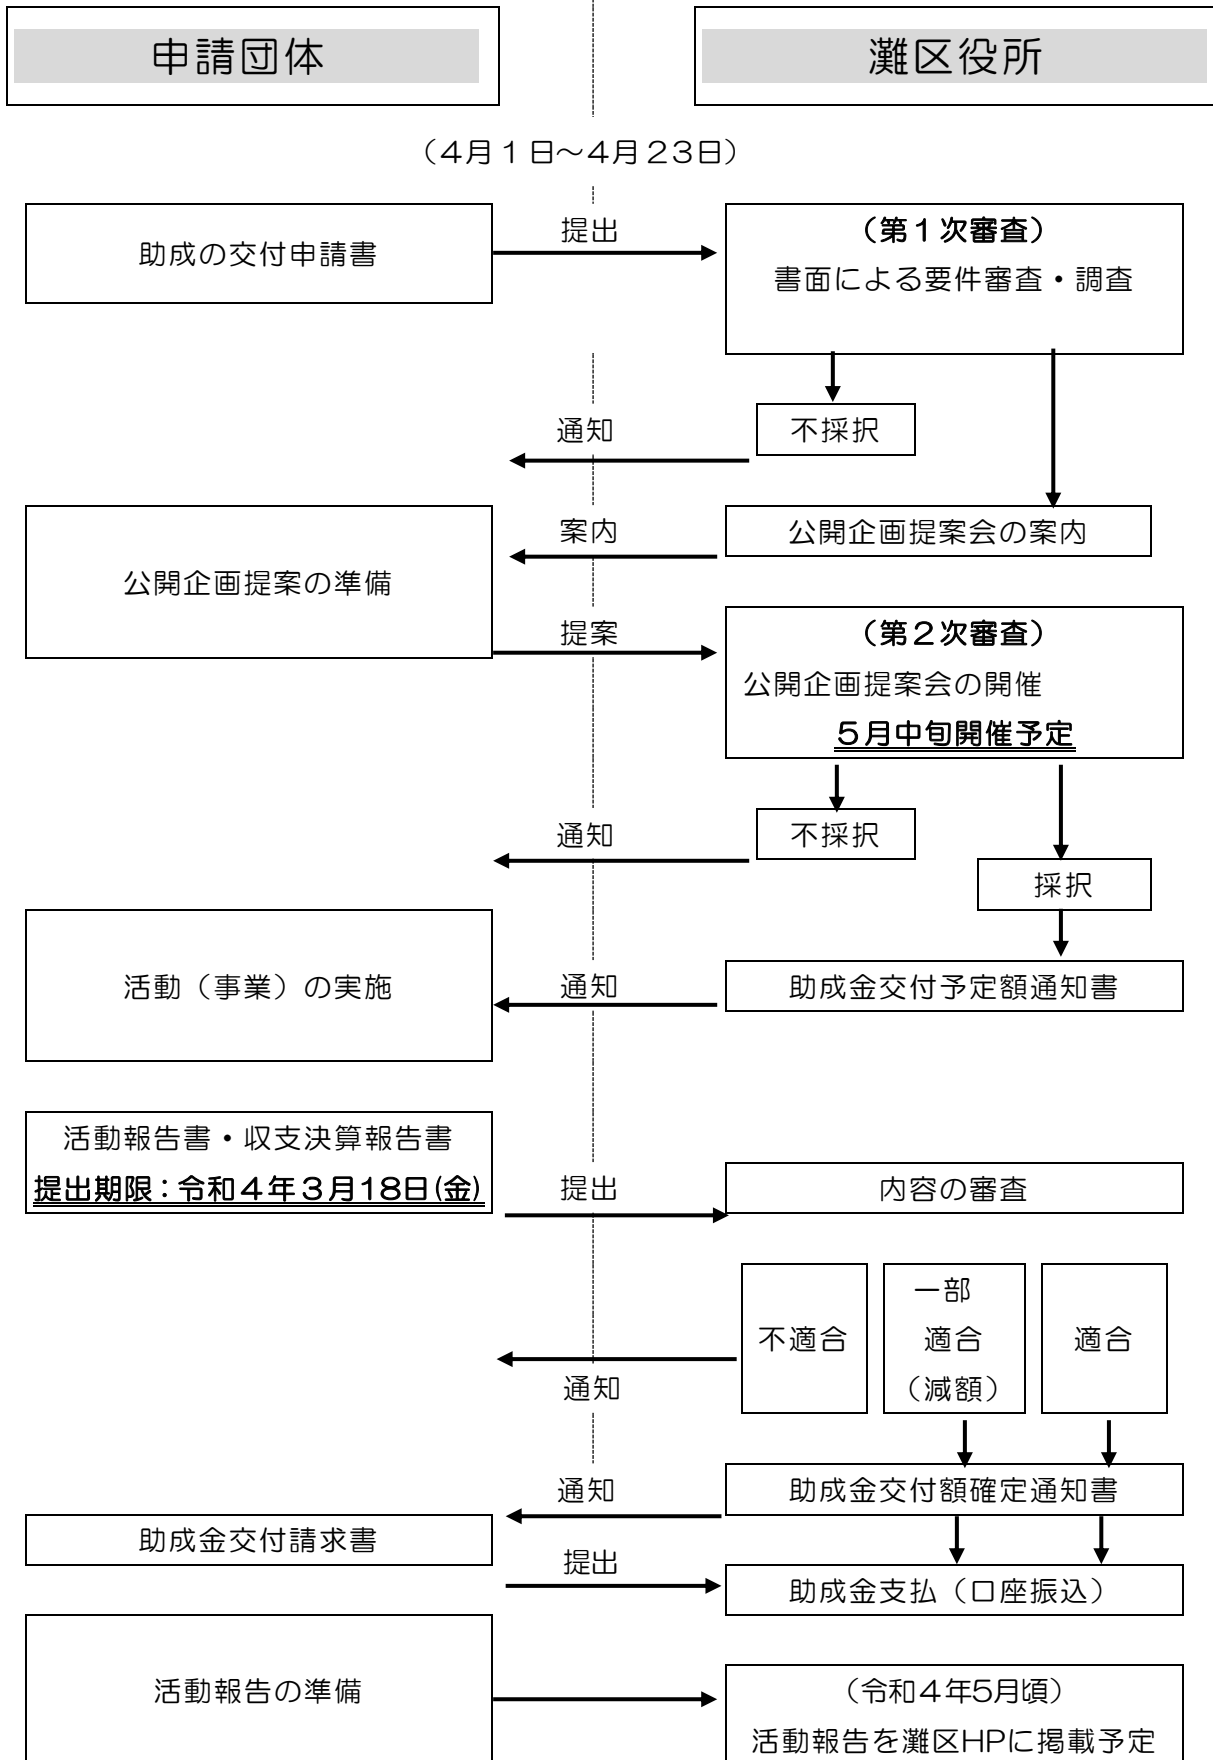 申請団体
灘区役所
（４月１日～４月２３日）
助成の交付申請書
提出
（第１次審査）
書面による要件審査・調査
不採択
通知
公開企画提案会の案内
案内
公開企画提案の準備
提案
（第２次審査）
公開企画提案会の開催
５月中旬開催予定
不採択
通知
採択
助成金交付予定額通知書
通知
活動（事業）の実施
活動報告書・収支決算報告書
提出期限：令和４年３月18日(金)
提出
内容の審査
不適合
一部
適合
（減額）
適合
通知
助成金交付額確定通知書
通知
助成金交付請求書
提出
助成金支払（口座振込）
活動報告の準備
（令和４年5月頃）
活動報告を灘区HPに掲載予定